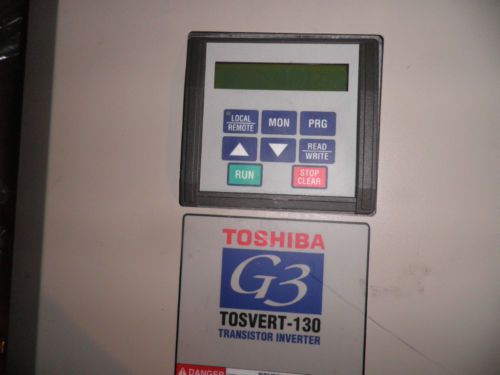 LOCAL
REMOTE
MON
PRG
READ
WRITE
RUN
STOP
CLEAR
TOSHIBA
G3
TOSVERT-130
TRANSISTOR INVERTER
DANGER